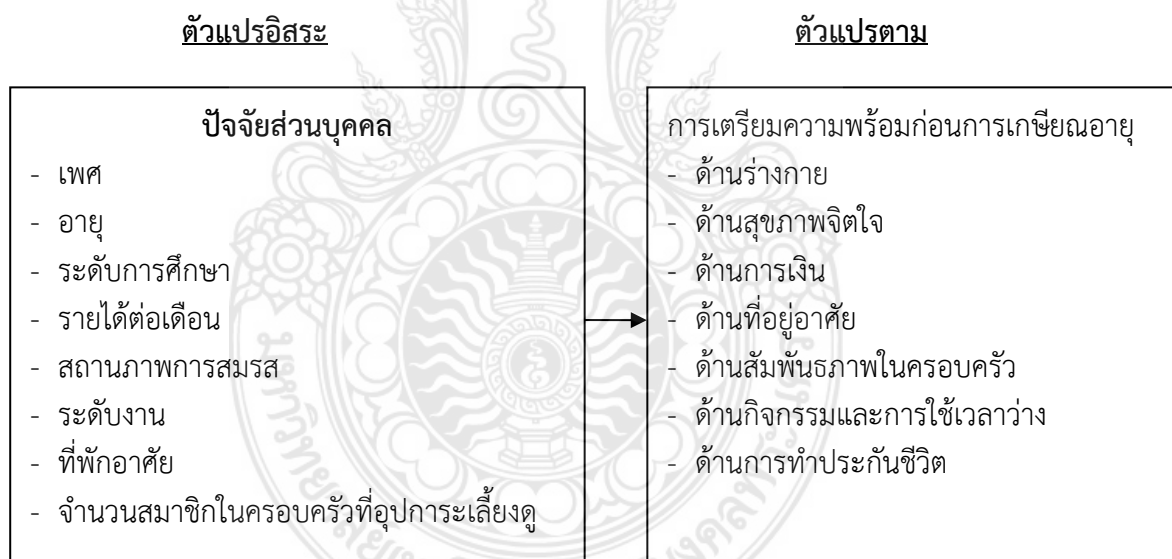 ตัวแปรอิสระ
ตัวแปรตาม
ปัจจัยส่วนบุคคล
- เพศ
- อายุ
- ระดับการศึกษา
- รายได้ต่อเดือน
- สถานภาพการสมรส
- ระดับงาน
- ที่พักอาศัย
- จำนวนสมาชิกในครอบครัวที่อุปการะเลี้ยงดู
การเตรียมความพร้อมก่อนการเกษียณอายุ
- ด้านร่างกาย
- ด้านสุขภาพจิตใจ
- ด้านการเงิน
- ด้านที่อยู่อาศัย
- ด้านสัมพันธภาพในครอบครัว
- ด้านกิจกรรมและการใช้เวลาว่าง
- ด้านการทำประกันชีวิต